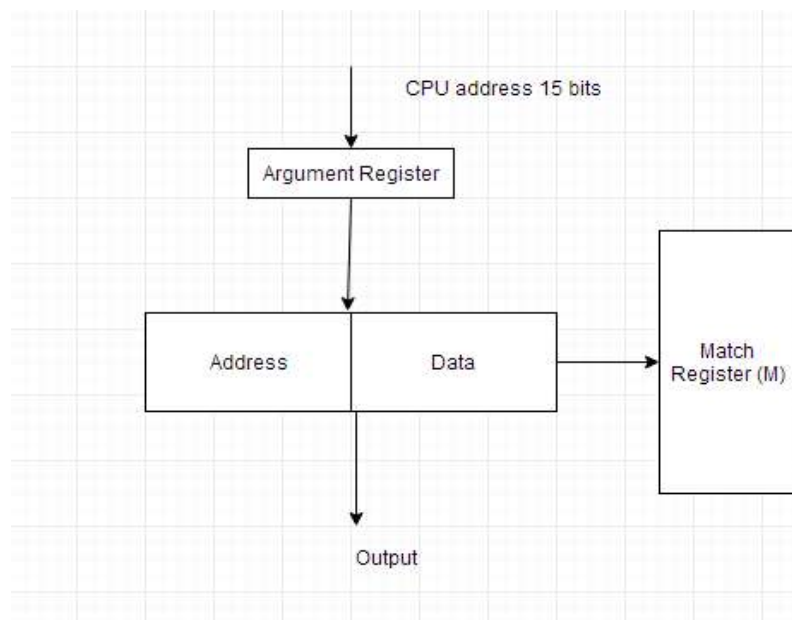 CPU address 15 bits
Argument Register
Address
Data
Match
Register (M)
Output